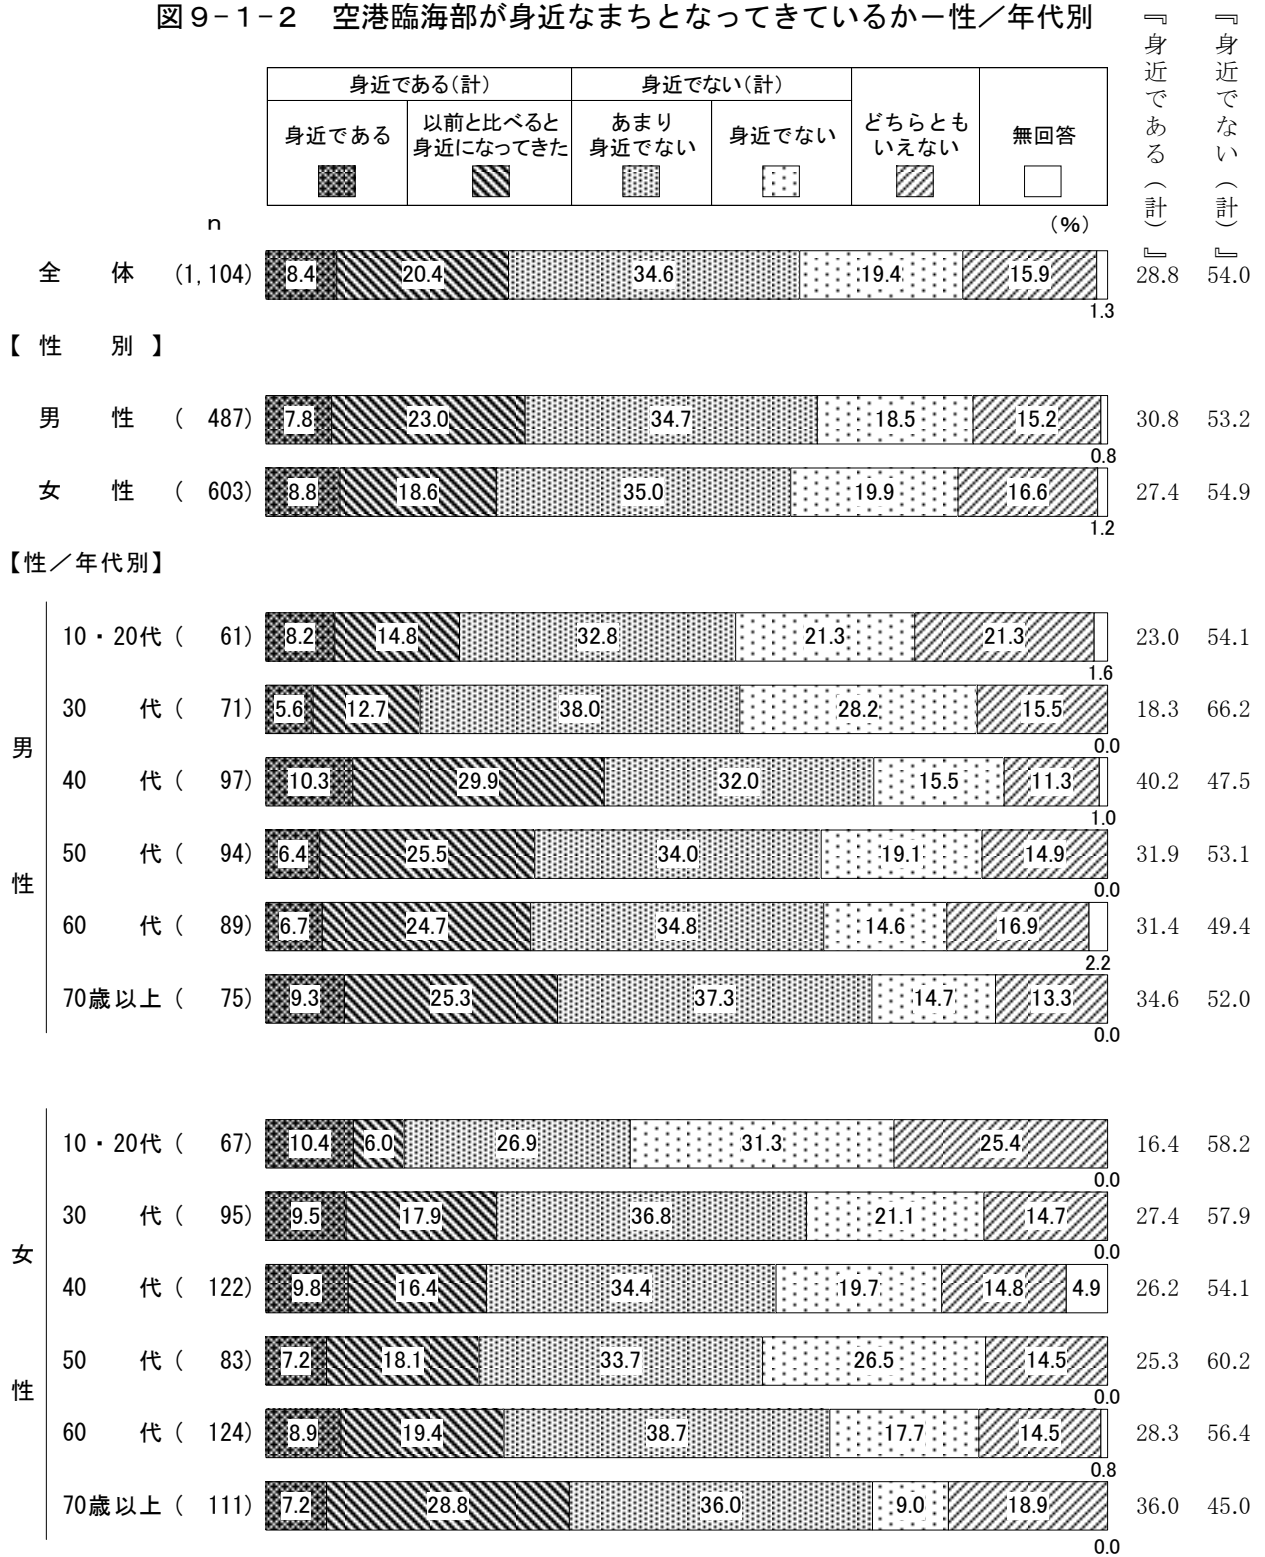 図９-１-２　空港臨海部が身近なまちとなってきているかー性／年代別
『身近である（計）』
『身近でない（計）』
身近である（計） 身近でない（計）
身近である 以前と比べると身近になってきた あまり身近でない 身近でない どちらともいえない 無回答
n （％）
全体 (1,104) 8.4 20.4 34.6 19.4 15.9 28.8 54.0
1.3
【性別】
男性 ( 487) 7.8 23.0 34.7 18.5 15.2 30.8 53.2
0.8
女性 ( 603) 8.8 18.6 35.0 19.9 16.6 27.4 54.9
1.2
【性／年代別】
男性
10・20代 ( 61) 8.2 14.8 32.8 21.3 21.3 23.0 54.1
1.6
30代 ( 71) 5.6 12.7 38.0 28.2 15.5 18.3 66.2
0.0
40代 ( 97) 10.3 29.9 32.0 15.5 11.3 40.2 47.5
1.0
50代 ( 94) 6.4 25.5 34.0 19.1 14.9 31.9 53.1
0.0
60代 ( 89) 6.7 24.7 34.8 14.6 16.9 31.4 49.4
2.2
70歳以上 ( 75) 9.3 25.3 37.3 14.7 13.3 34.6 52.0
0.0
女性
10・20代 ( 67) 10.4 6.0 26.9 31.3 25.4 16.4 58.2
0.0
30代 ( 95) 9.5 17.9 36.8 21.1 14.7 27.4 57.9
0.0
40代 ( 122) 9.8 16.4 34.4 19.7 14.8 4.9 26.2 54.1
50代 ( 83) 7.2 18.1 33.7 26.5 14.5 25.3 60.2
0.0
60代 ( 124) 8.9 19.4 38.7 17.7 14.5 28.3 56.4
0.8
70歳以上 ( 111) 7.2 28.8 36.0 9.0 18.9 36.0 45.0
0.0